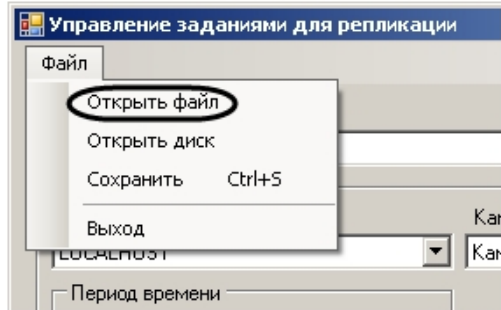 Управление заданиями для репликации
Файл
Открыть файл
Открыть диск
Сохранить Ctrl+S
Выход
LOCALHOST
Период времени